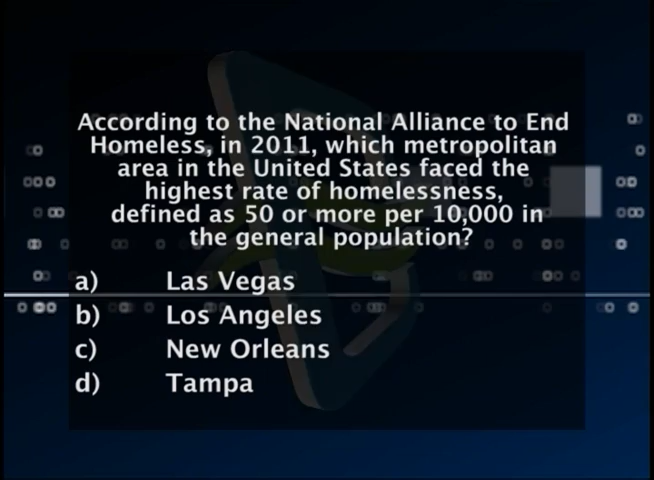 According to the National Alliance to End
Homeless, in 2011, which metropolitan
area in the United States faced the
highest rate of homelessness,
defined as 50 or more per 10,000 in
the general population?
a) Las Vegas
b) Los Angeles
c) New Orleans
d) Tampa